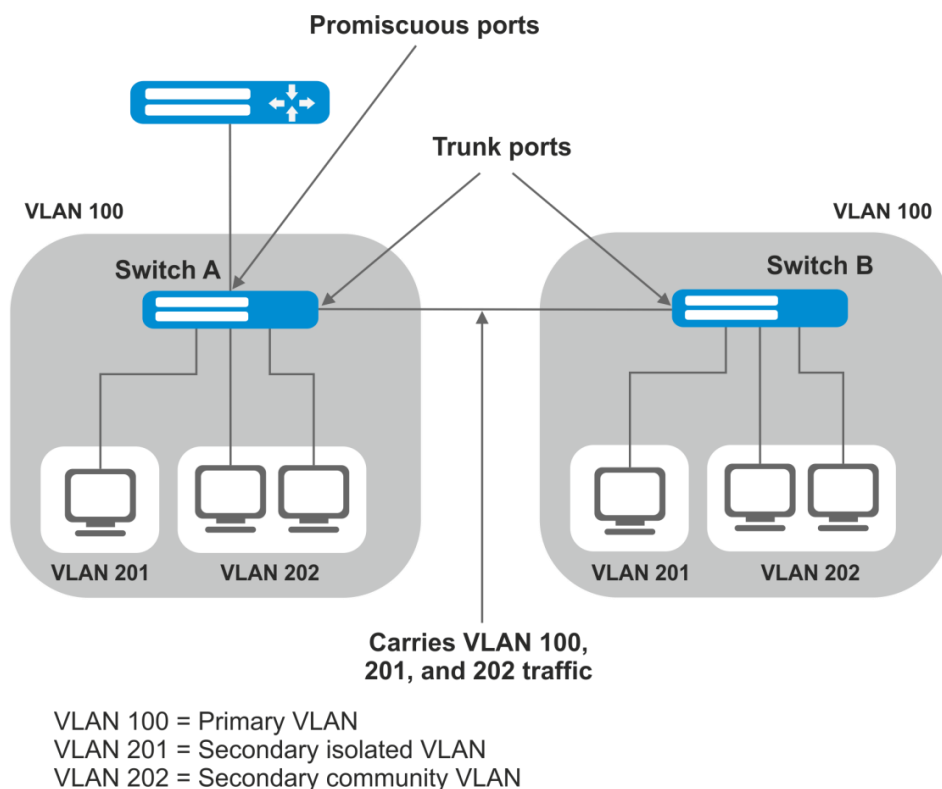 Promiscuous ports
Trunk ports
VLAN 100
VLAN 100
Switch A
Switch B
VLAN 201
VLAN 202
VLAN 201
VLAN 202
Carries VLAN 100,
201, and 202 traffic
VLAN 100 = Primary VLAN
VLAN 201 = Secondary isolated VLAN
VLAN 202 = Secondary community VLAN